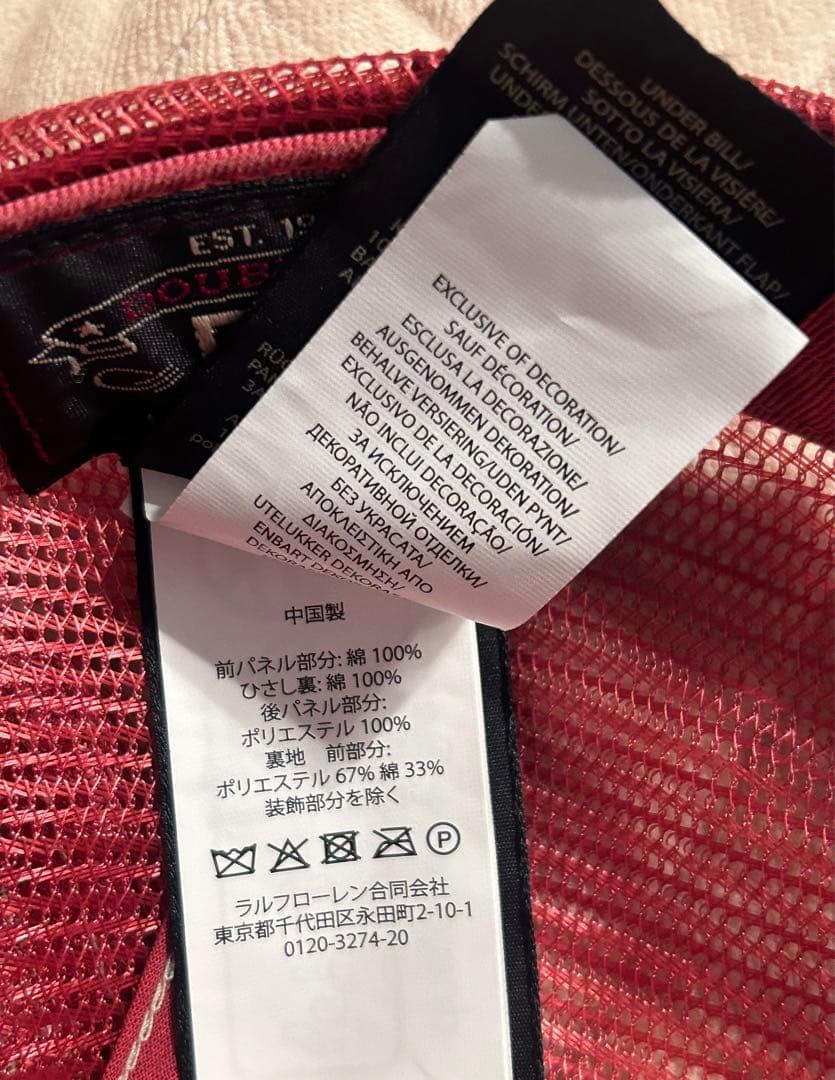 UNDER BILL/
DESSOUS DE LA VISIÈRE/
SOTTO LA VISIERA/
SCHIRM UNTEN/ONDERKANT FLAP/
EST.
EXCLUSIVE OF DECORATION/
SAUF DÉCORATION/
ESCLUSA LA DECORAZIONE/
AUSGENOMMEN DEKORATION/
BEHALVE VERSIERING/UDEN PYNT/
EXCLUSIVO DE LA DECORACIÓN/
NÃO INCLUI DECORAÇÃO/
ЗА ИСКЛЮЧЕНИЕМ
ДЕКОРАТИВНОЙ ОТДЕЛКИ/
БЕЗ УКРАСАТА/
ΑΠΟΚΛΕΙΣΤΙΚΗ ΑΠΟ
ΔΙΑΚΟΣΜΗΣΗ/
UTELUKKER
ENBART
中国製
前パネル部分: 綿 100%
ひさし裏: 綿 100%
後パネル部分:
ポリエステル 100%
裏地 前部分:
ポリエステル 67% 綿 33%
装飾部分を除く
P
ラルフローレン合同会社
東京都千代田区永田町2-10-1
0120-3274-20